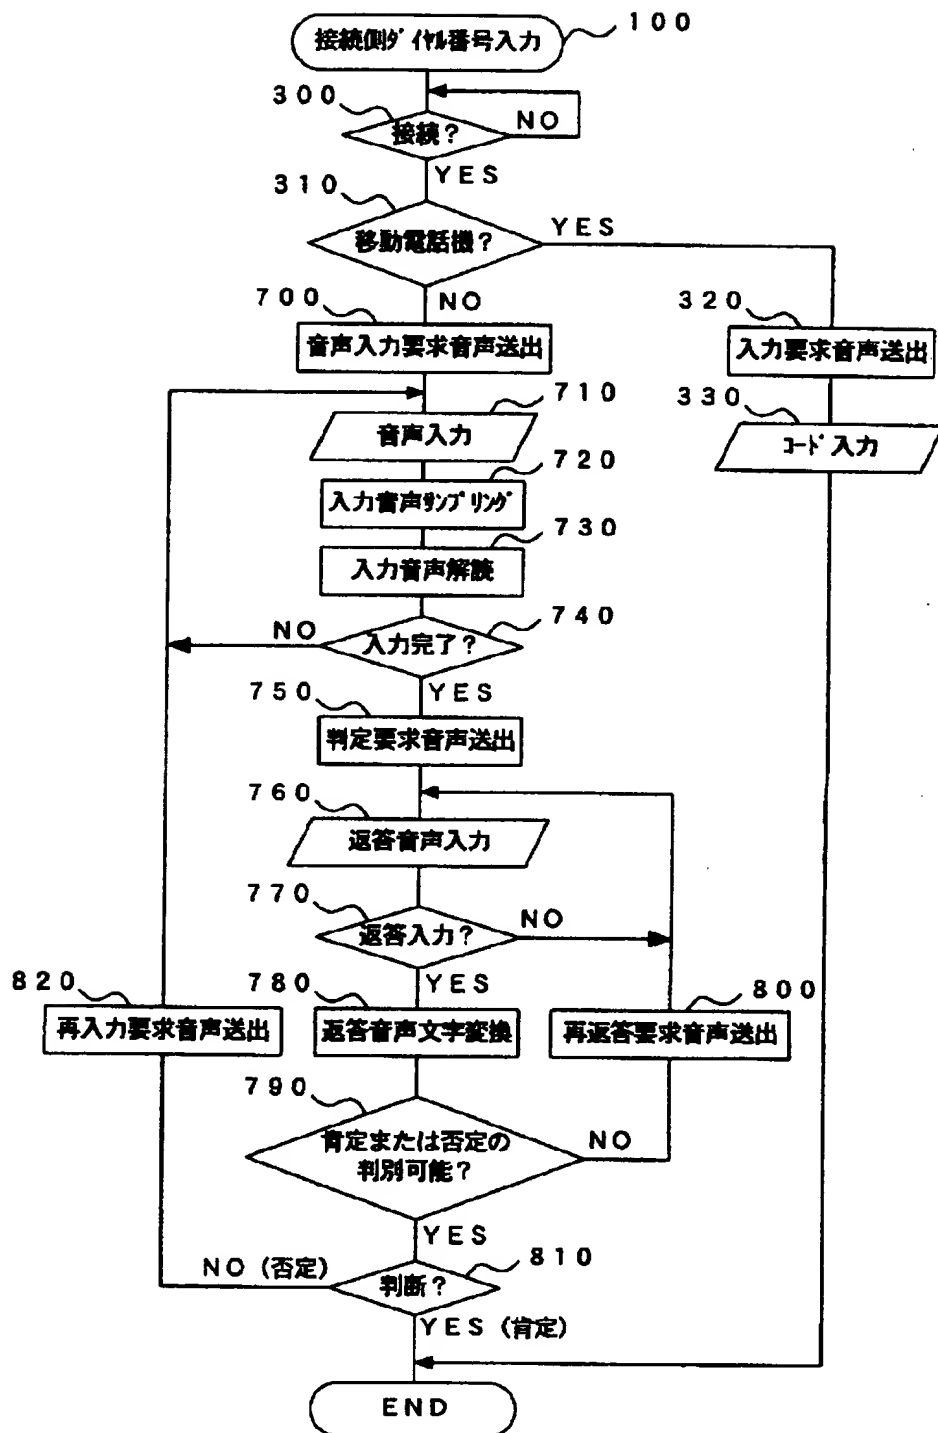 100
接続側ダイヤル番号入力
300
接続?
NO
YES
310
移動電話機?
YES
NO
700
音声入力要求音声送出
320
入力要求音声送出
710
音声入力
330
コード入力
720
入力音声サンプリング
730
入力音声解読
740
入力完了?
NO
YES
750
判定要求音声送出
760
返答音声入力
770
返答入力?
NO
YES
820
再入力要求音声送出
780
返答音声文字変換
800
再返答要求音声送出
790
肯定または否定の
判別可能?
NO
YES
810
判断?
NO(否定)
YES(肯定)
END